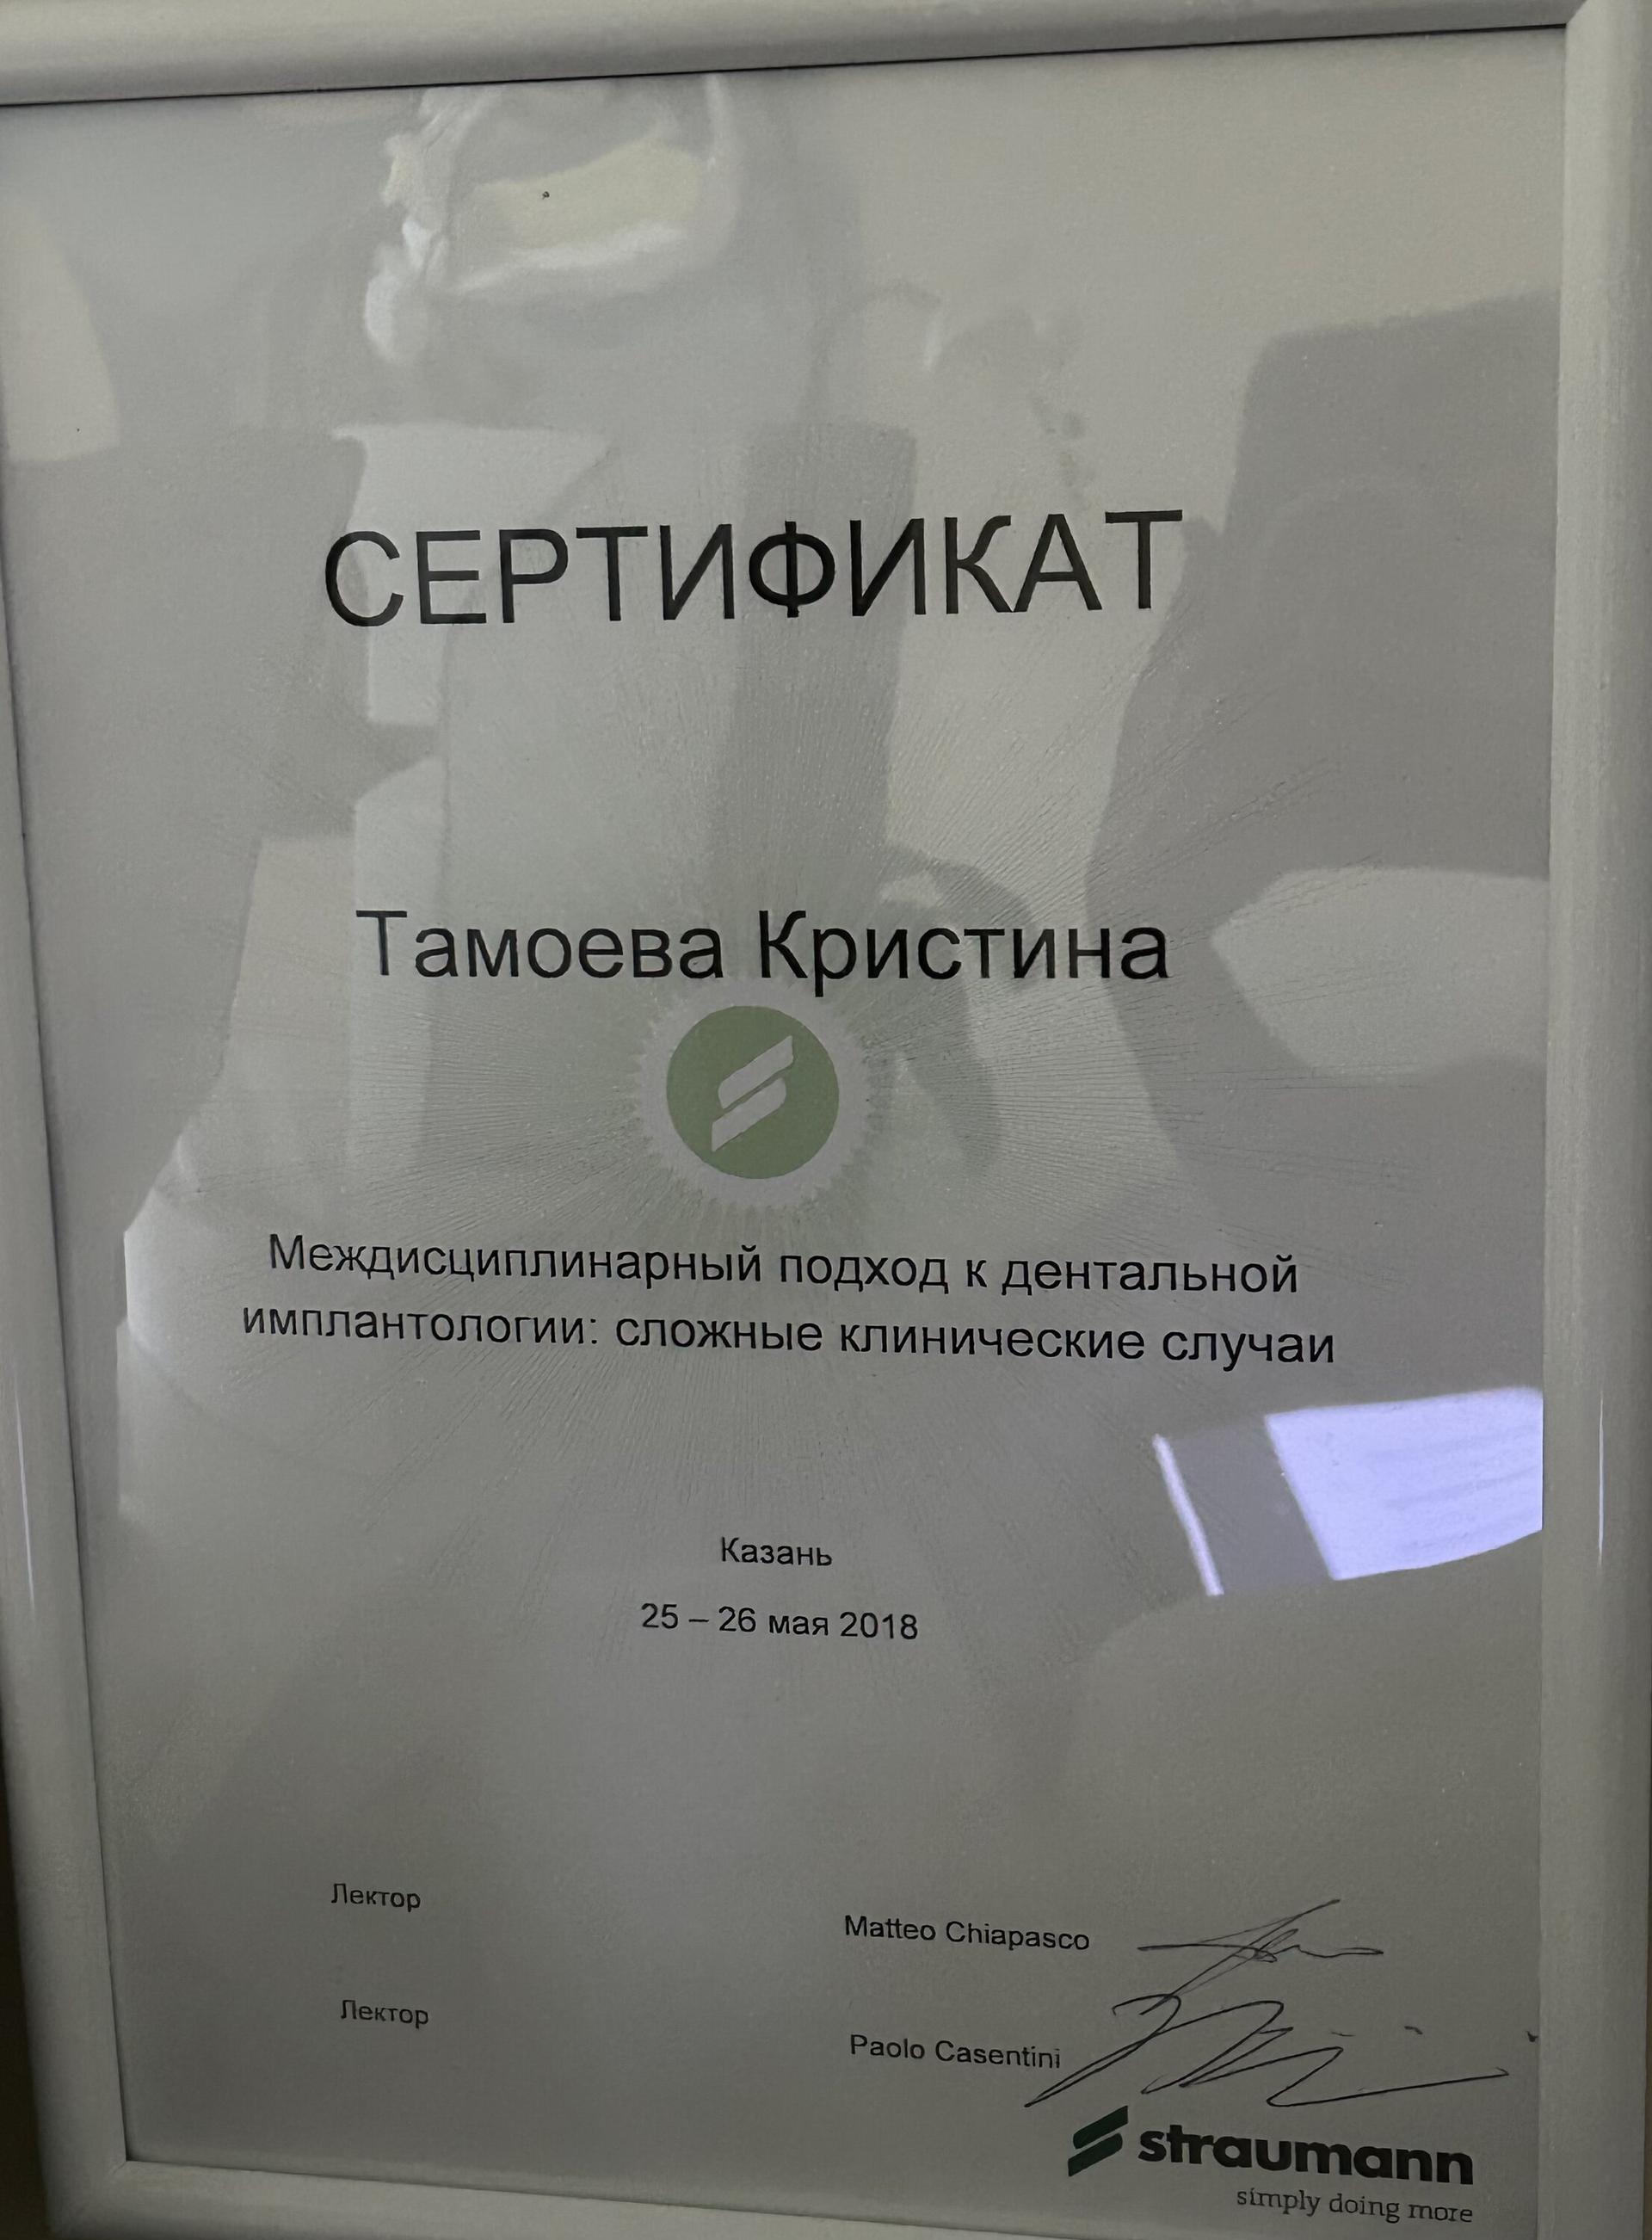 СЕРТИФИКАТ
Тамоева Кристина
Междисциплинарный подход к дентальной
имплантологии: сложные клинические случаи
Казань
25 – 26 мая 2018
Лектор
Matteo Chiapasco
Лектор
Paolo Casentini
straumann
simply doing more